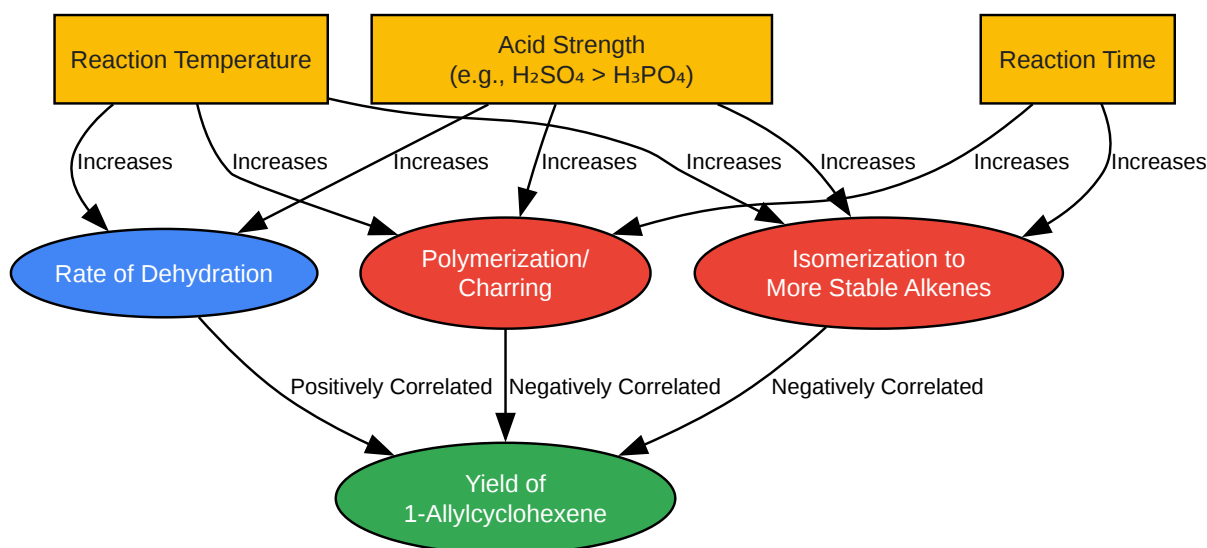 Reaction Temperature
Acid Strength
(e.g., H₂SO₄ > H₃PO₄)
Reaction Time
Increases
Increases
Increases
Increases
Increases
Increases
Increases
Increases
Rate of Dehydration
Polymerization/
Charring
Isomerization to
More Stable Alkenes
Positively Correlated
Negatively Correlated
Negatively Correlated
Yield of
1-Allylcyclohexene